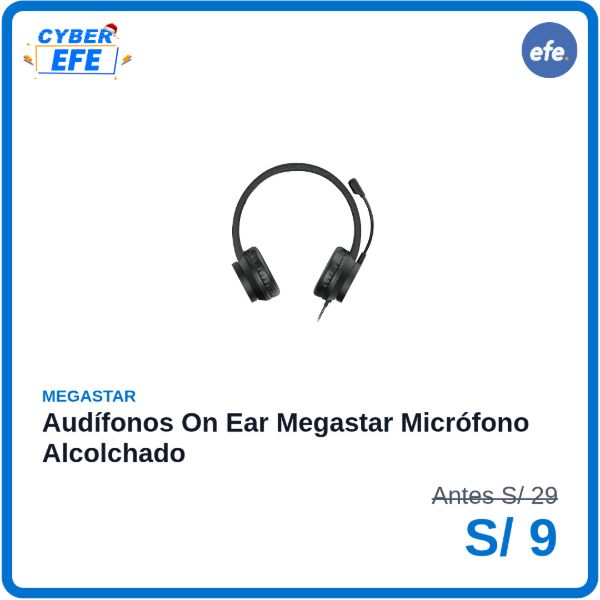 CYBER
EFE
efe.
MEGASTAR
Audífonos On Ear Megastar Micrófono
Alcolchado
Antes S/ 29
S/ 9